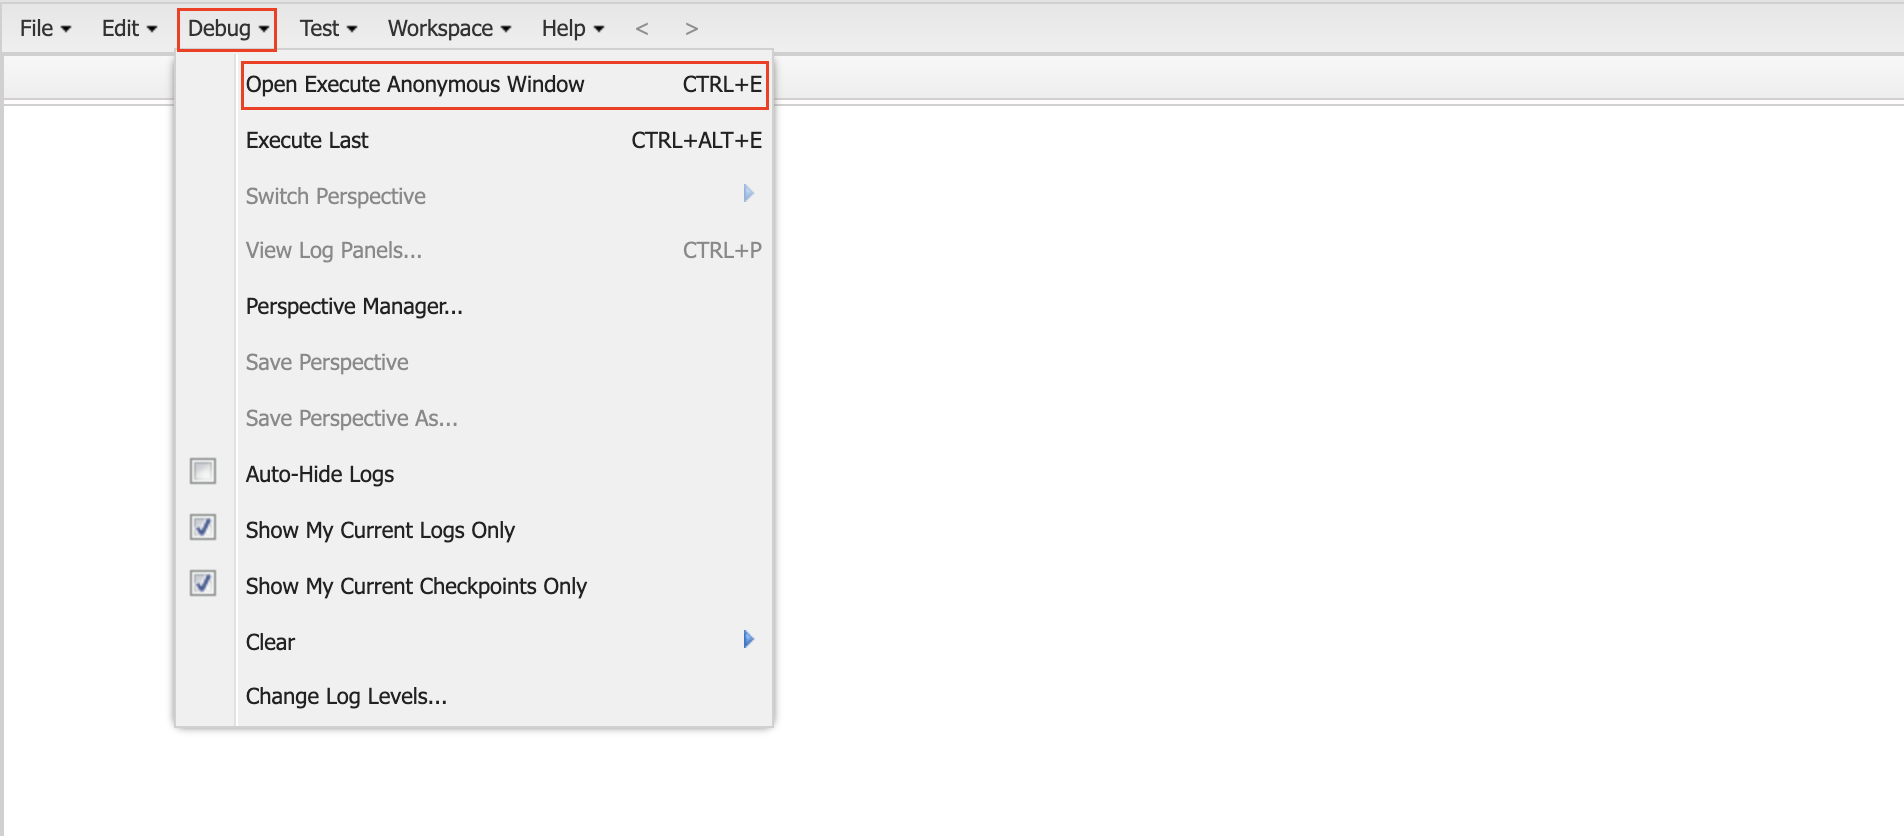 File Edit Debug Test Workspace Help < >
Open Execute Anonymous Window CTRL+E
Execute Last CTRL+ALT+E
Switch Perspective
View Log Panels... CTRL+P
Perspective Manager...
Save Perspective
Save Perspective As...
Auto-Hide Logs
Show My Current Logs Only
Show My Current Checkpoints Only
Clear
Change Log Levels...